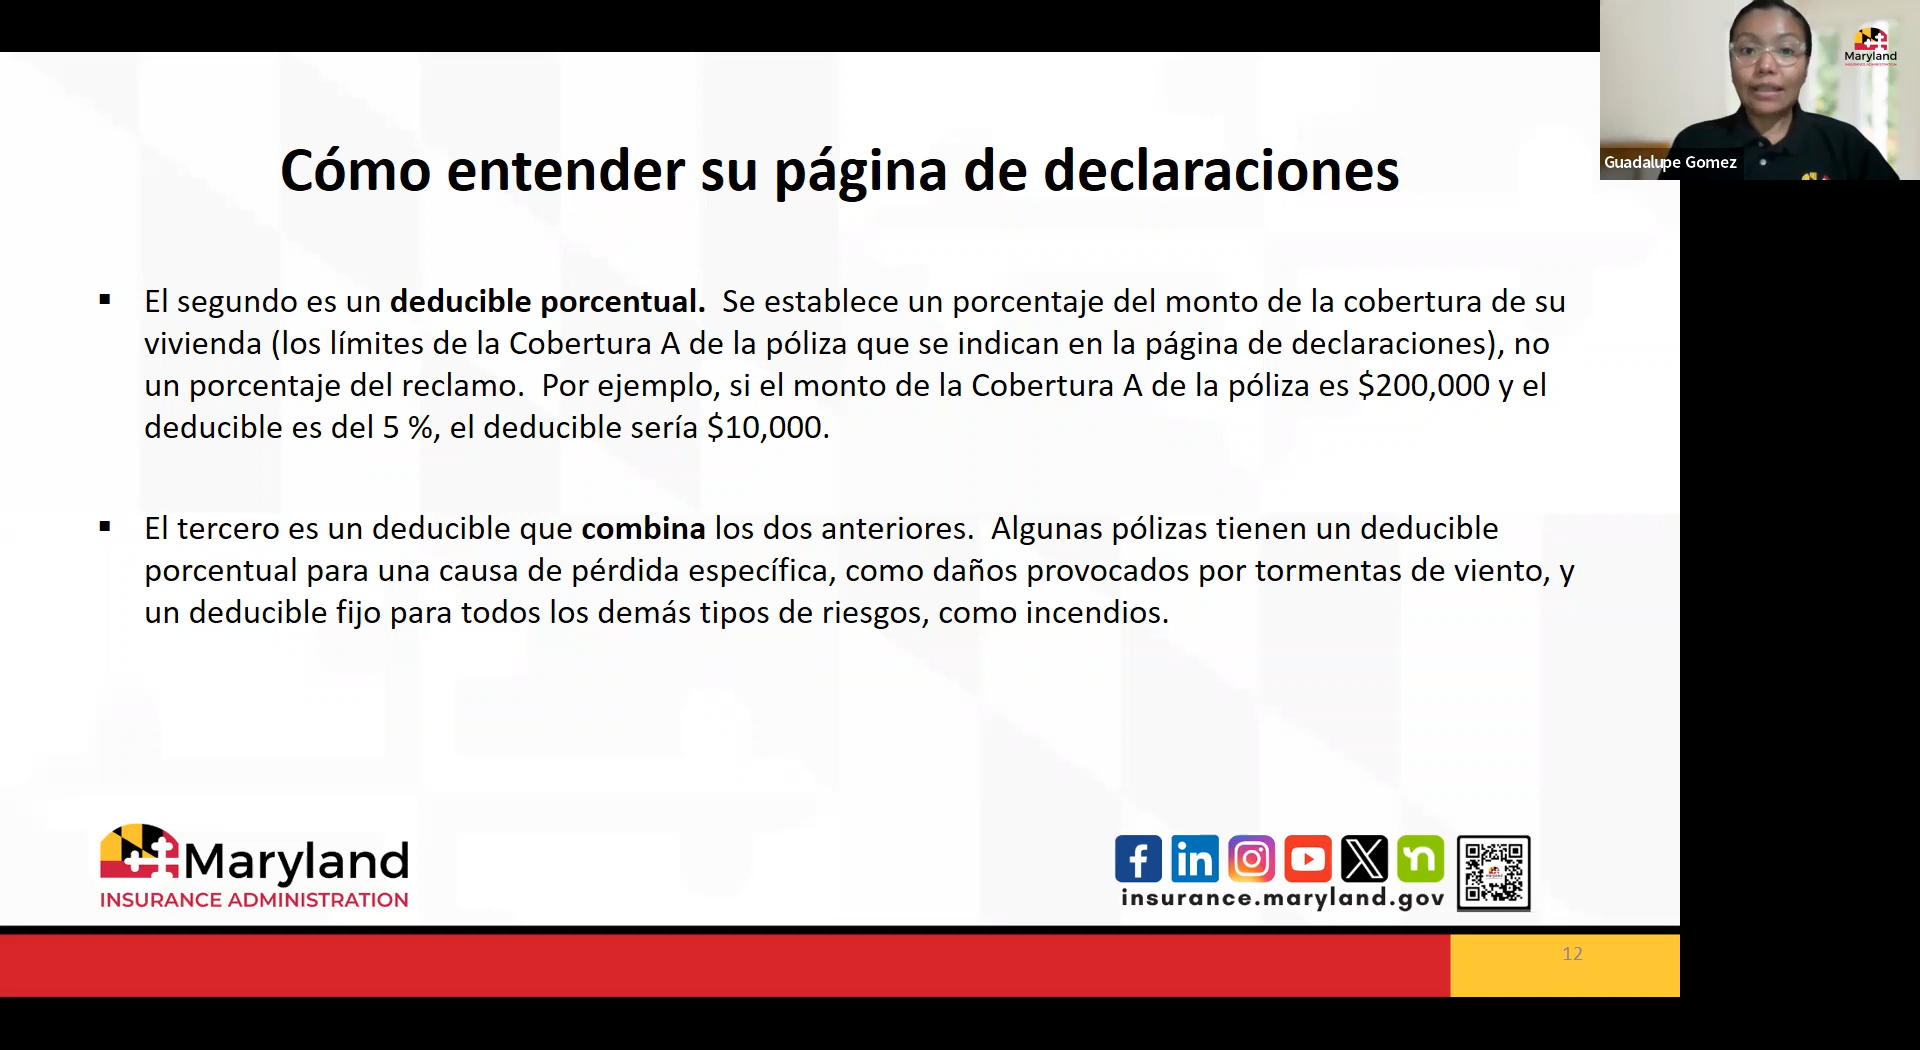 Cómo entender su página de declaraciones
▪ El segundo es un deducible porcentual.  Se establece un porcentaje del monto de la cobertura de su
vivienda (los límites de la Cobertura A de la póliza que se indican en la página de declaraciones), no
un porcentaje del reclamo.  Por ejemplo, si el monto de la Cobertura A de la póliza es $200,000 y el
deducible es del 5 %, el deducible sería $10,000.
▪ El tercero es un deducible que combina los dos anteriores.  Algunas pólizas tienen un deducible
porcentual para una causa de pérdida específica, como daños provocados por tormentas de viento, y
un deducible fijo para todos los demás tipos de riesgos, como incendios.
Maryland
INSURANCE ADMINISTRATION
insurance.maryland.gov
12
Maryland
Guadalupe Gomez